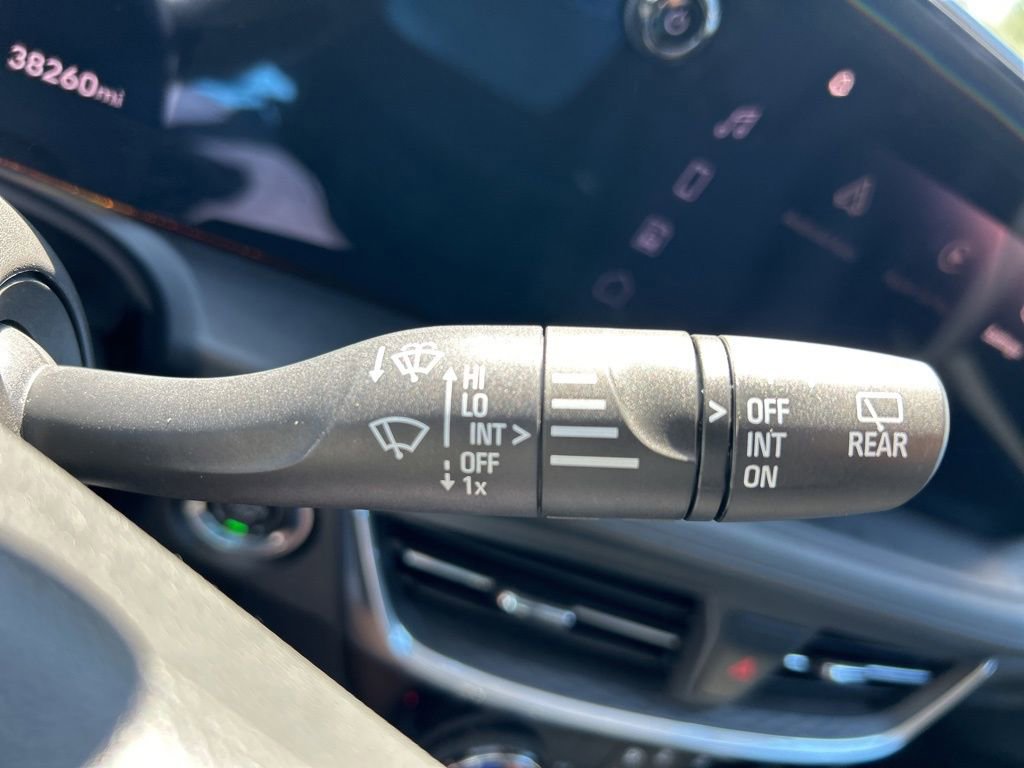 38260mi
HI
LO
INT >
OFF
1x
>
OFF
INT
ON
REAR